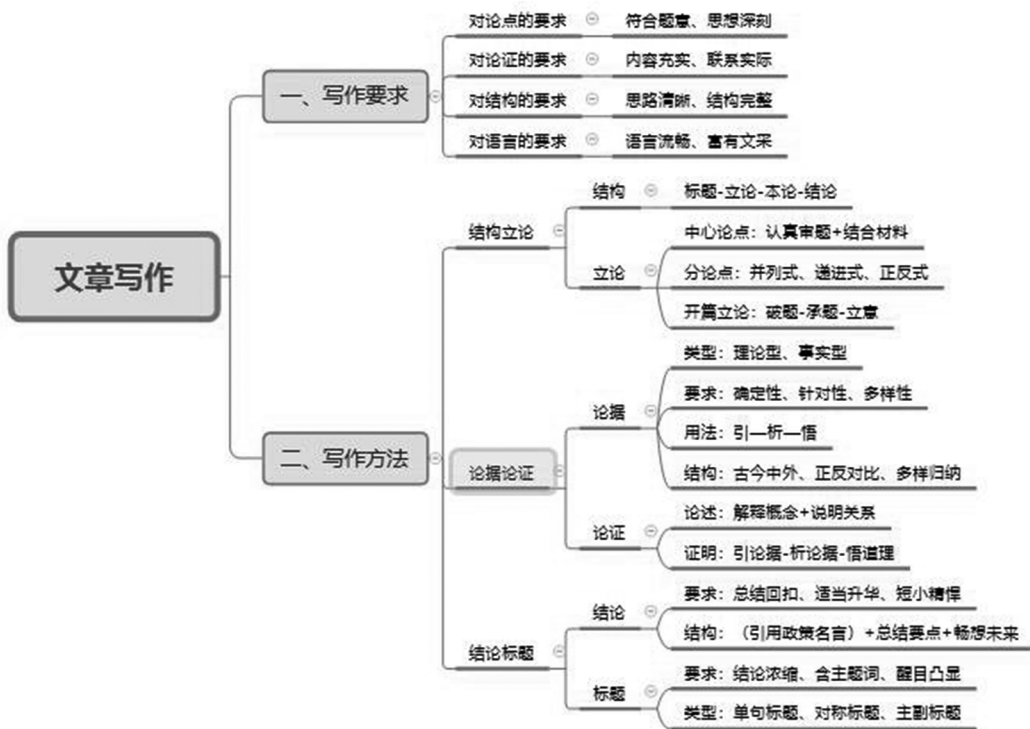 文章写作
一、写作要求
对论点的要求
符合题意、思想深刻
对论证的要求
内容充实、联系实际
对结构的要求
思路清晰、结构完整
对语言的要求
语言流畅、富有文采
二、写作方法
结构立论
结构
标题-立论-本论-结论
立论
中心论点：认真审题+结合材料
分论点：并列式、递进式、正反式
开篇立论：破题-承题-立意
论据论证
论据
类型：理论型、事实型
要求：确定性、针对性、多样性
用法：引—析—悟
结构：古今中外、正反对比、多样归纳
论证
论述：解释概念+说明关系
证明：引论据-析论据-悟道理
结论标题
结论
要求：总结回扣、适当升华、短小精悍
结构：（引用政策名言）+总结要点+畅想未来
标题
要求：结论浓缩、含主题词、醒目凸显
类型：单句标题、对称标题、主副标题